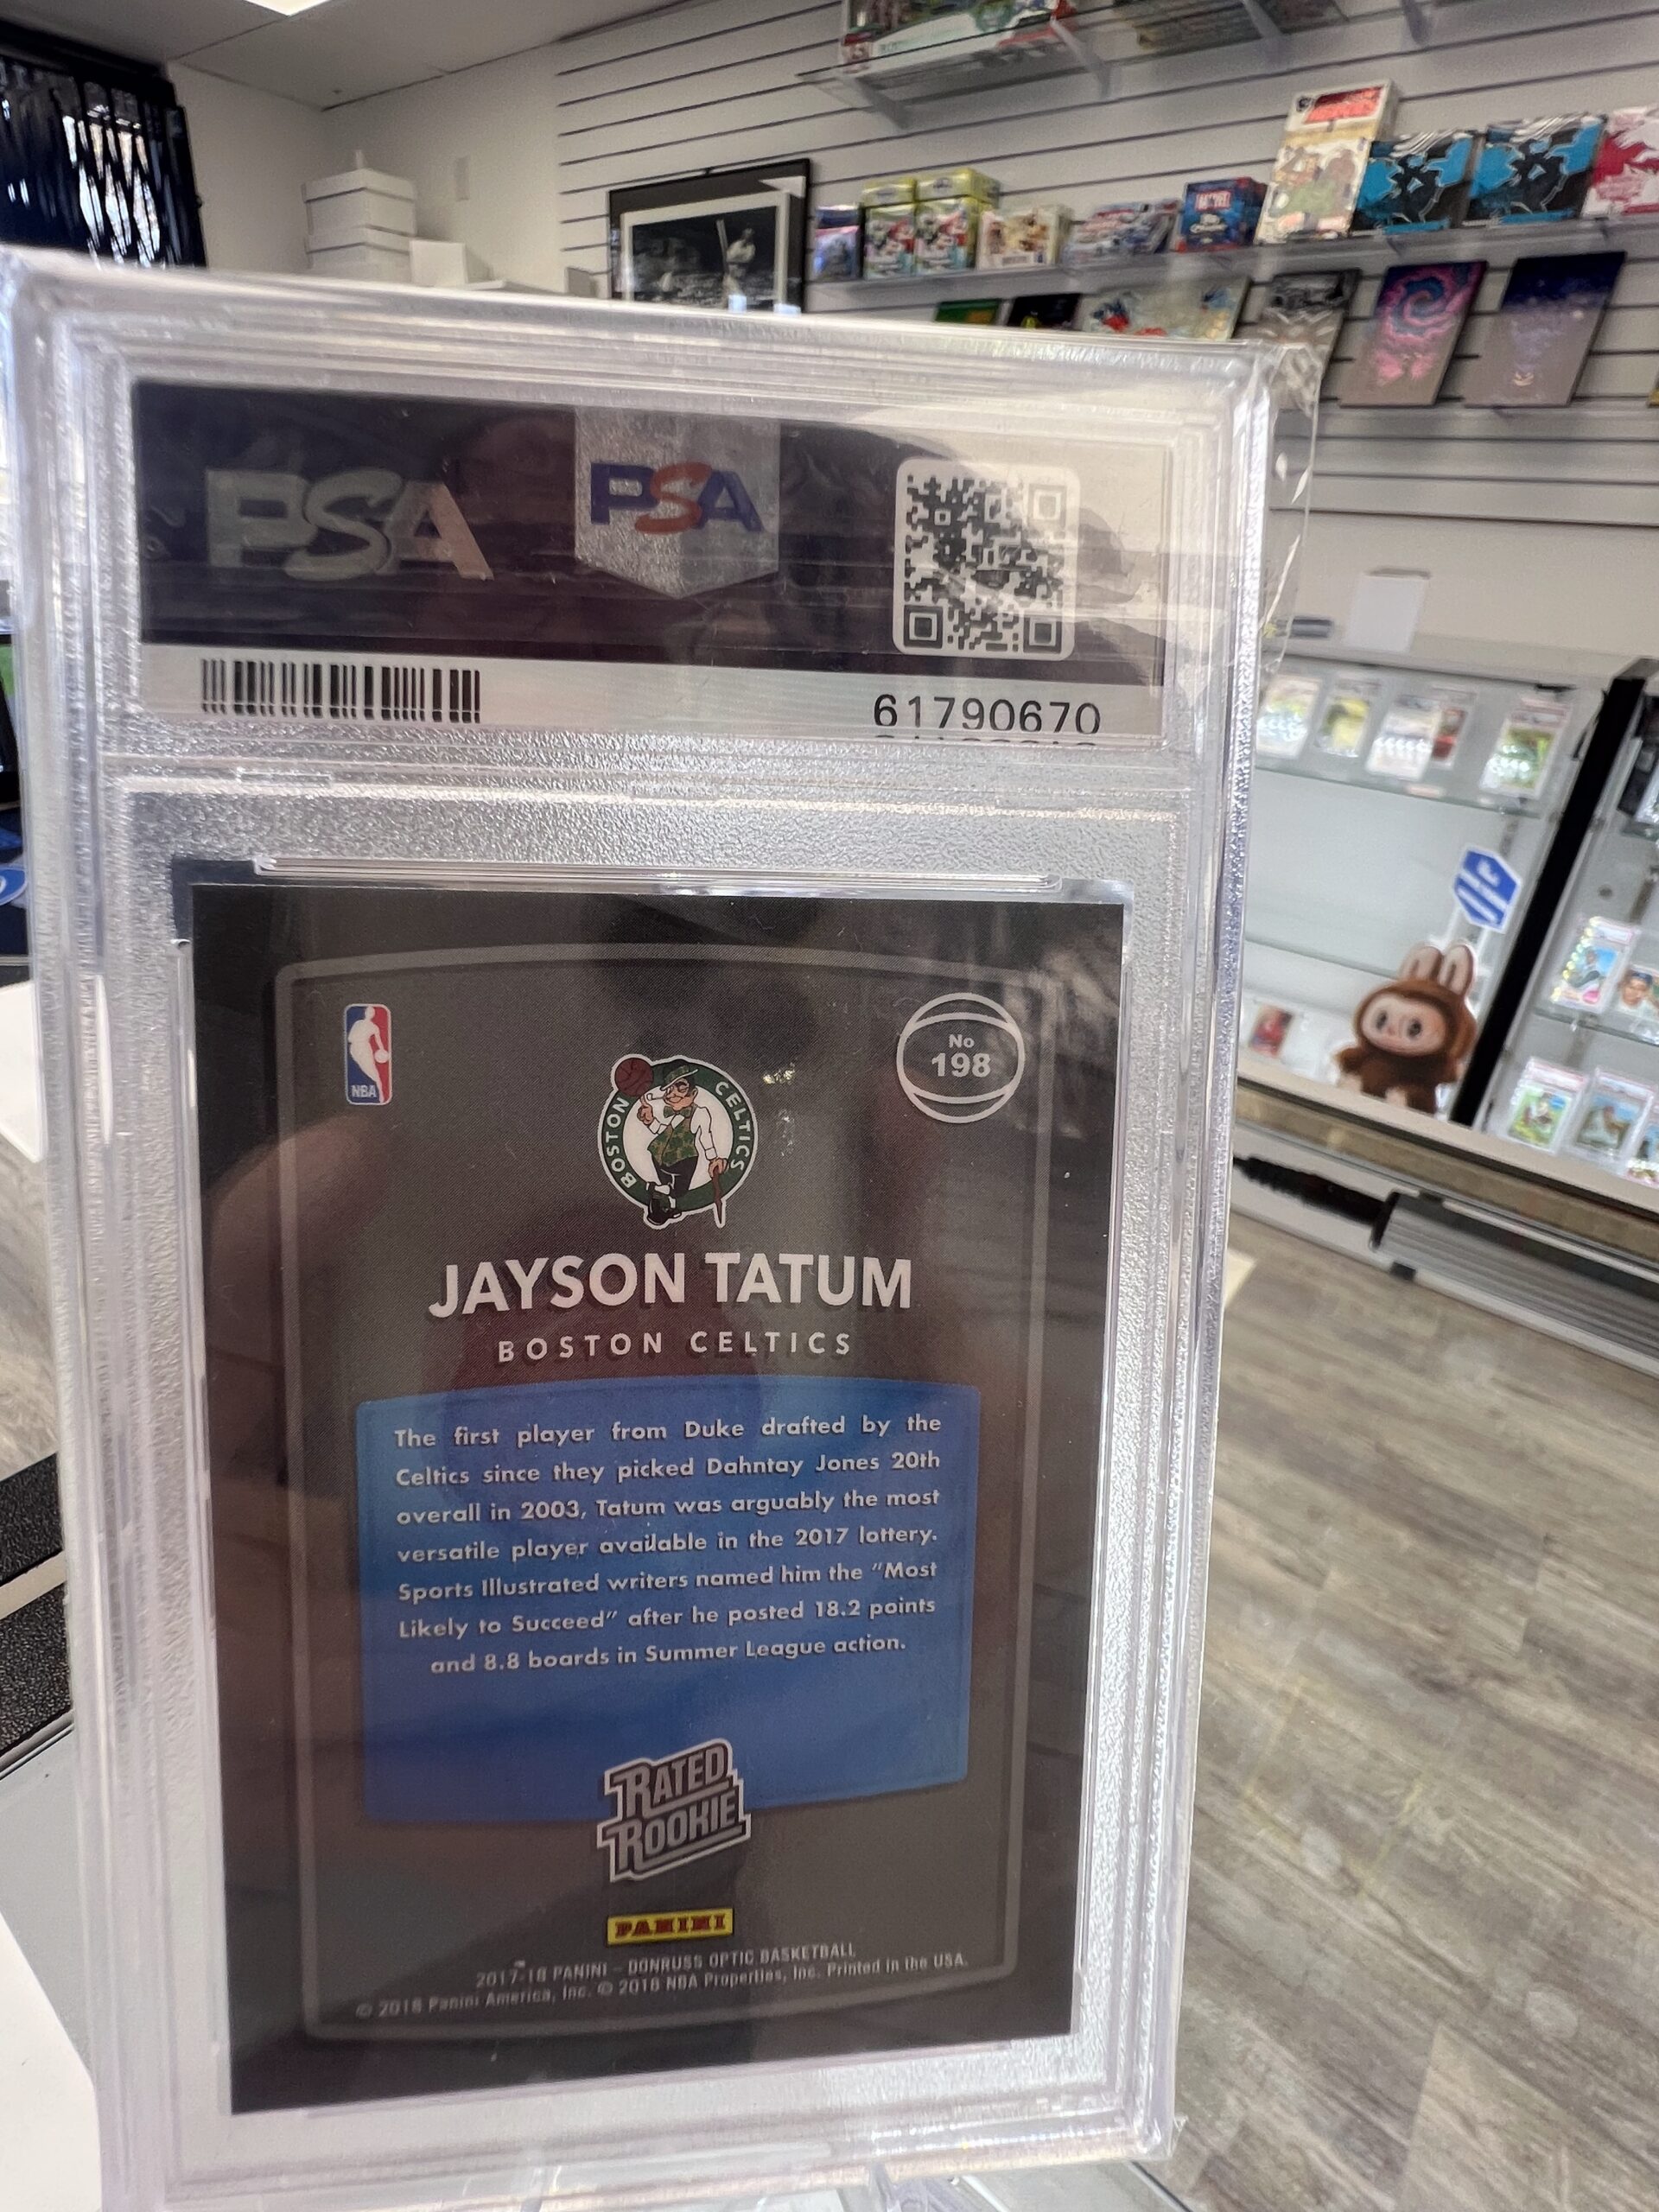 PSA
PSA
61790670
NBA
No
198
BOSTON CELTICS
JAYSON TATUM
BOSTON CELTICS
The first player from Duke drafted by the
Celtics since they picked Dahntay Jones 20th
overall in 2003, Tatum was arguably the most
versatile player available in the 2017 lottery.
Sports Illustrated writers named him the "Most
Likely to Succeed" after he posted 18.2 points
and 8.8 boards in Summer League action.
RATED
ROOKIE
PANINI
2017-18 PANINI – DONRUSS OPTIC BASKETBALL
© 2018 Panini America, Inc. © 2018 NBA Properties, Inc. Printed in the USA.
MARVEL